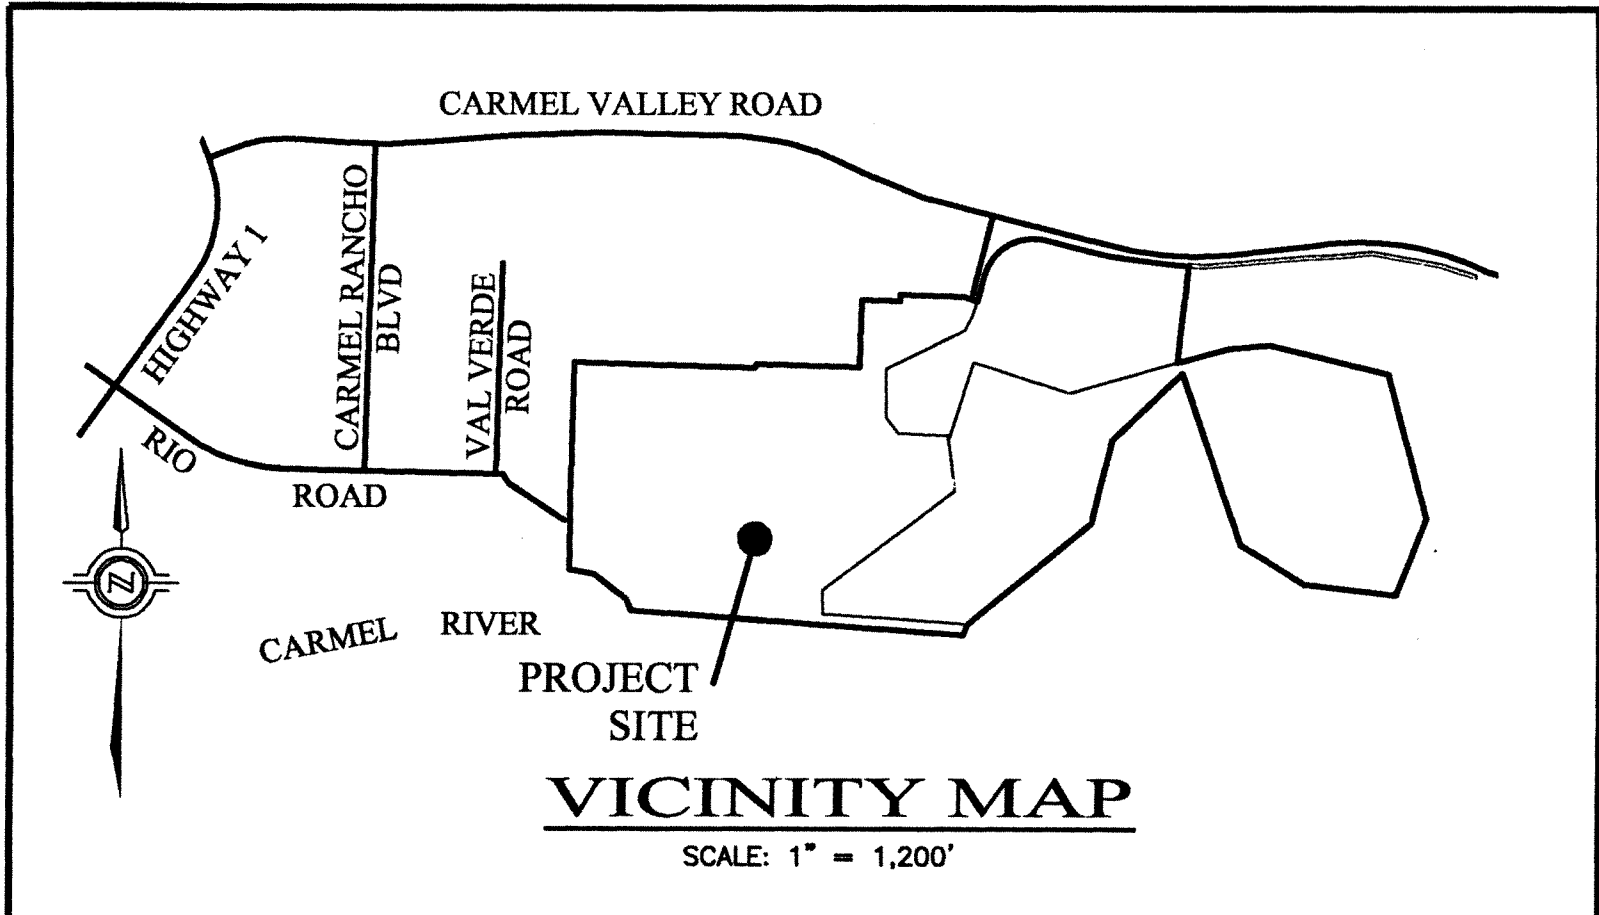 CARMEL VALLEY ROAD
HIGHWAY 1
CARMEL RANCHO
BLVD
VAL VERDE
ROAD
RIO
ROAD
N
CARMEL RIVER
PROJECT
SITE
VICINITY MAP
SCALE: 1" = 1,200'